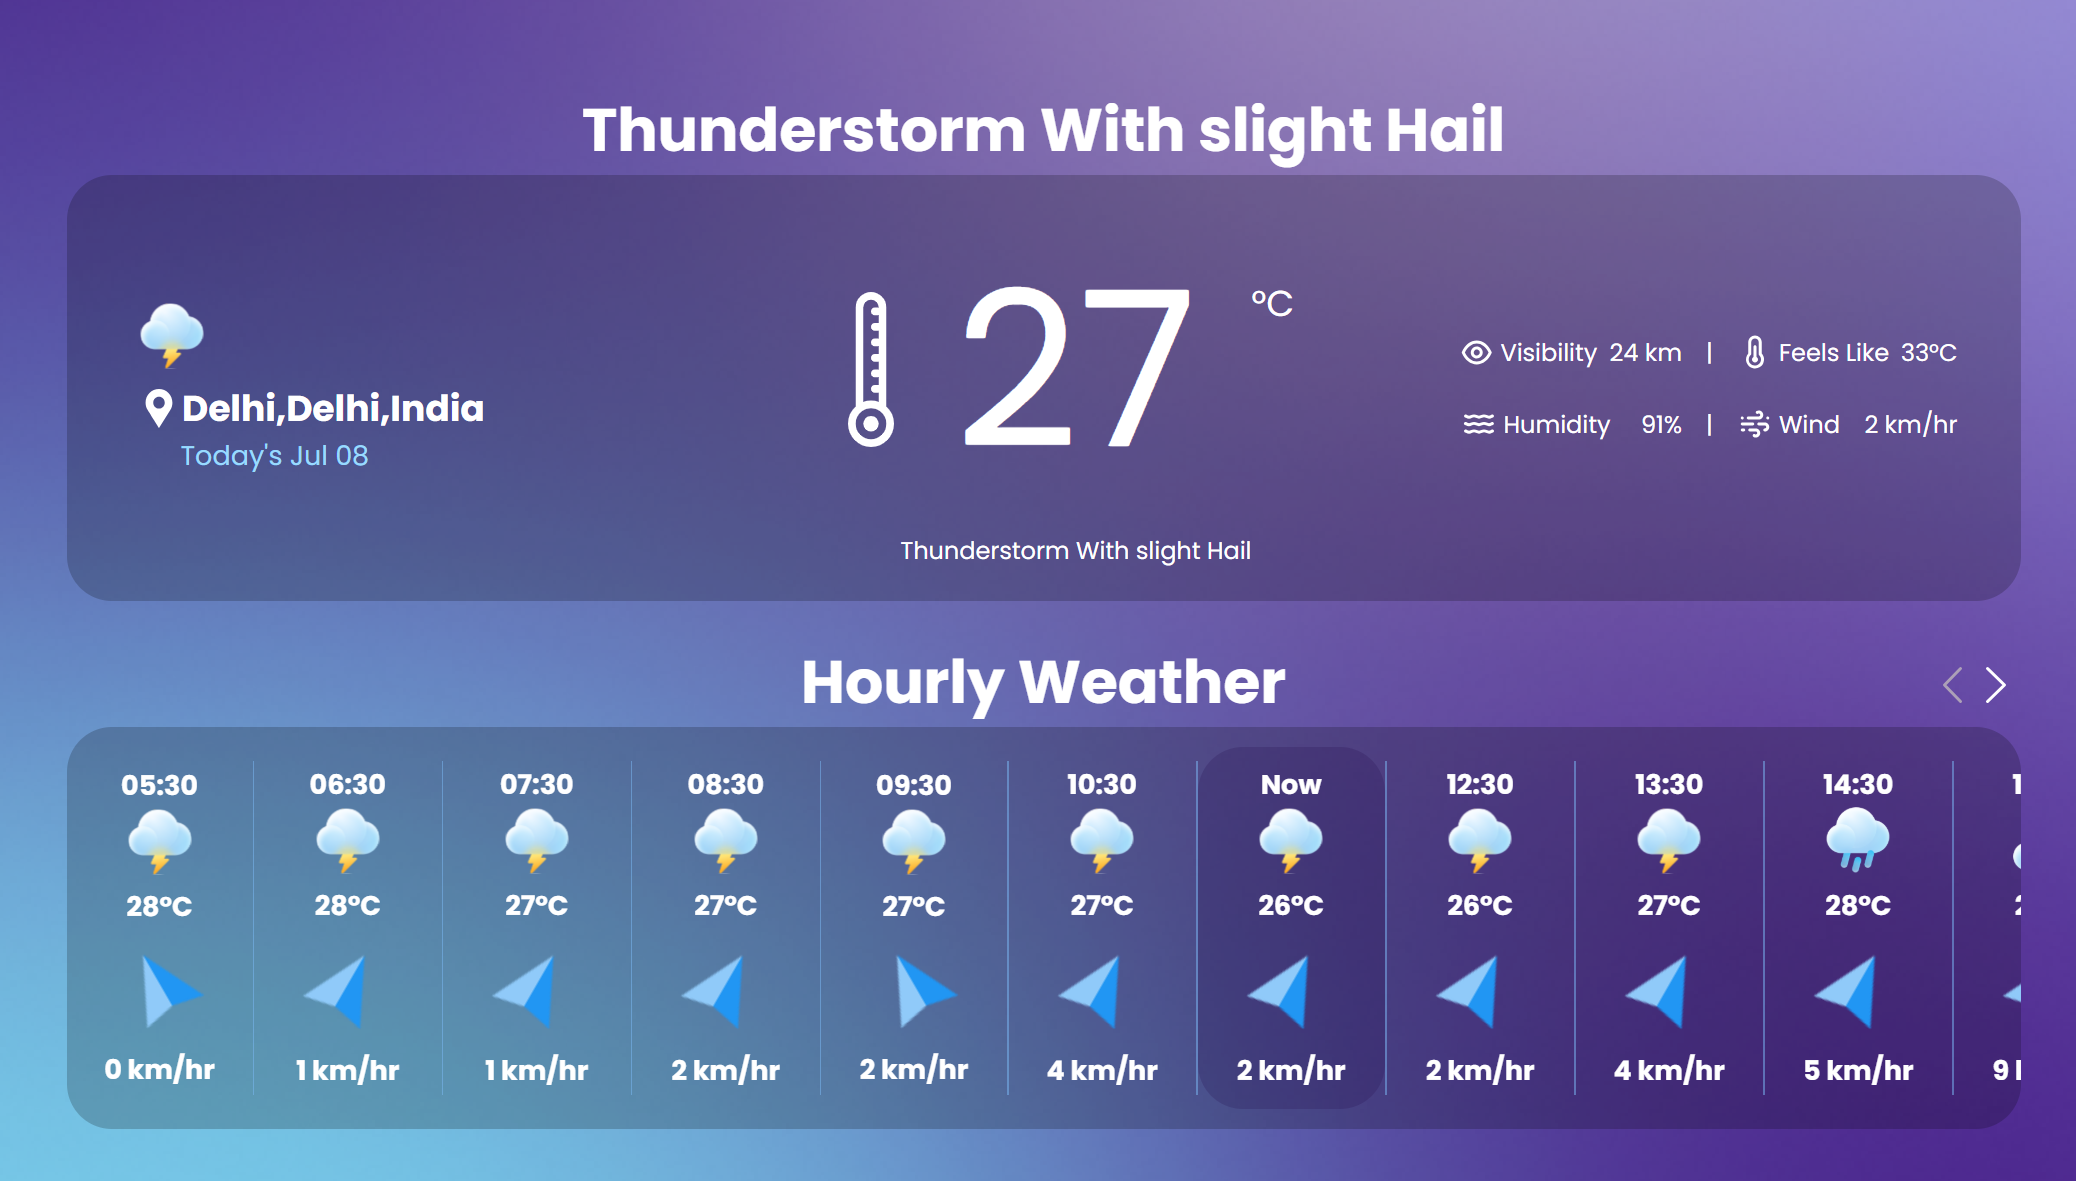 Thunderstorm With slight Hail
Delhi,Delhi,India
Today's Jul 08
27 °C
Thunderstorm With slight Hail
Visibility 24 km | Feels Like 33°C
Humidity 91% | Wind 2 km/hr
Hourly Weather
05:30 06:30 07:30 08:30 09:30 10:30 Now 12:30 13:30 14:30
28°C 28°C 27°C 27°C 27°C 27°C 26°C 26°C 27°C 28°C
0 km/hr 1 km/hr 1 km/hr 2 km/hr 2 km/hr 4 km/hr 2 km/hr 2 km/hr 4 km/hr 5 km/hr 9